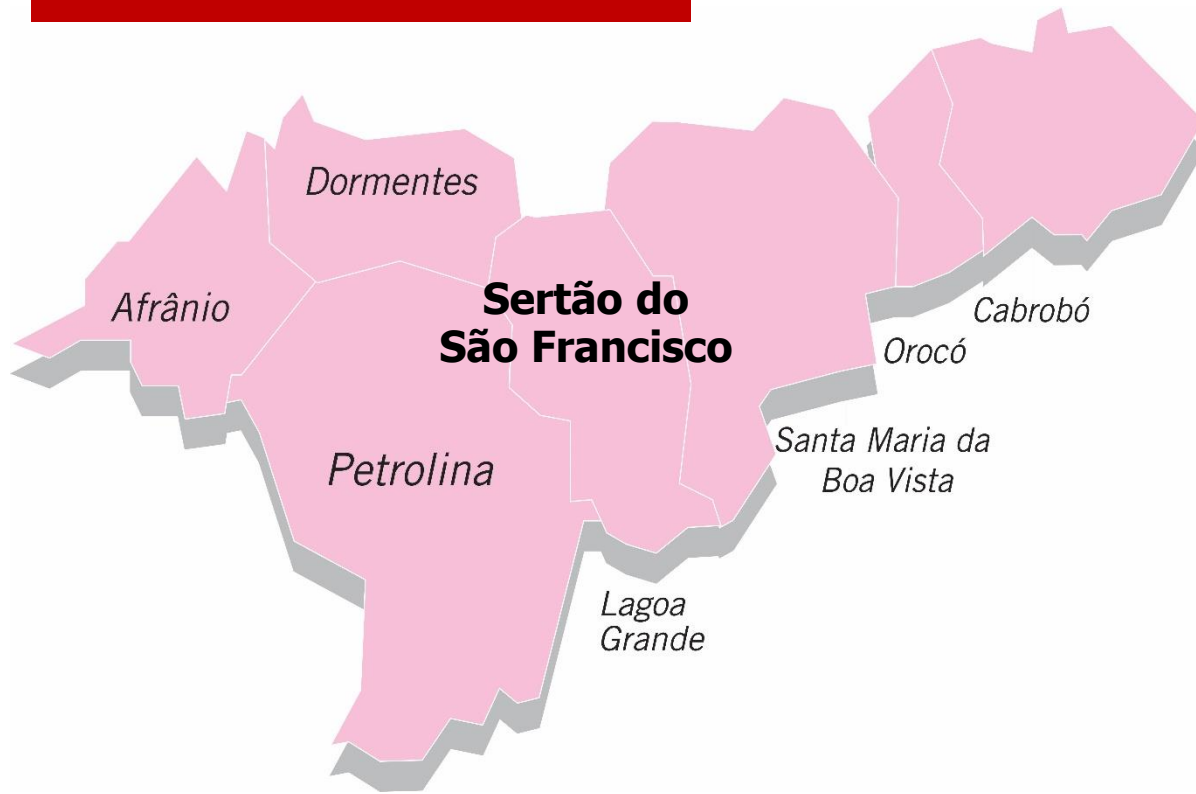 Dormentes
Afrânio
Sertão do
São Francisco
Cabrobó
Orocó
Petrolina
Santa Maria da
Boa Vista
Lagoa
Grande